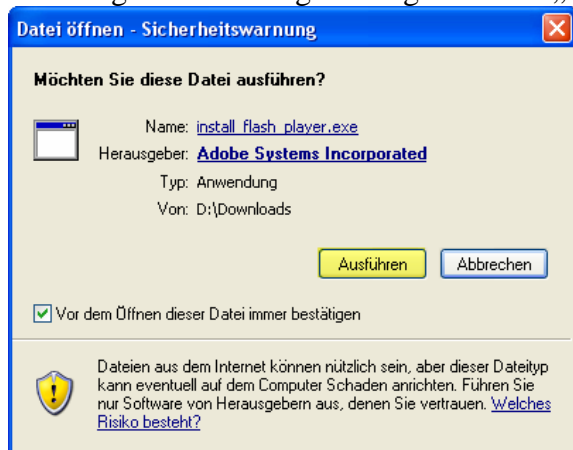 Datei öffnen - Sicherheitswarnung
Möchten Sie diese Datei ausführen?
Name: install_flash_player.exe
Herausgeber: Adobe Systems Incorporated
Typ: Anwendung
Von: D:\Downloads
Ausführen Abbrechen
Vor dem Öffnen dieser Datei immer bestätigen
Dateien aus dem Internet können nützlich sein, aber dieser Dateityp
kann eventuell auf dem Computer Schaden anrichten. Führen Sie
nur Software von Herausgebern aus, denen Sie vertrauen. Welches
Risiko besteht?